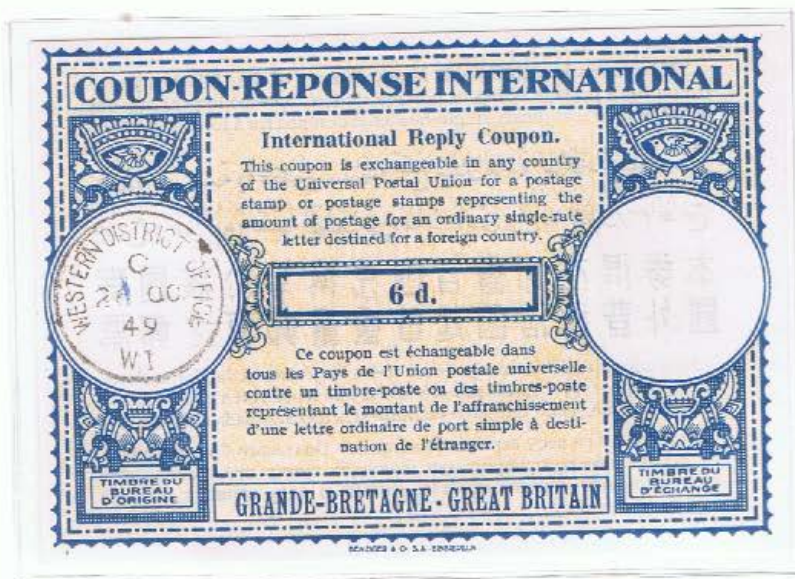 COUPON-REPONSE INTERNATIONAL
International Reply Coupon.
This coupon is exchangeable in any country
of the Universal Postal Union for a postage
stamp or postage stamps representing the
amount of postage for an ordinary single-rate
letter destined for a foreign country.
WESTERN DISTRICT OFFICE
C
49
W1
6 d.
Ce coupon est échangeable dans
tous les Pays de l'Union postale universelle
contre un timbre-poste ou des timbres-poste
représentant le montant de l'affranchissement
d'une lettre ordinaire de port simple à desti-
nation de l'étranger.
TIMBRE DU
BUREAU
D'ORIGINE
TIMBRE DU
BUREAU
D'ÉCHANGE
GRANDE-BRETAGNE - GREAT BRITAIN